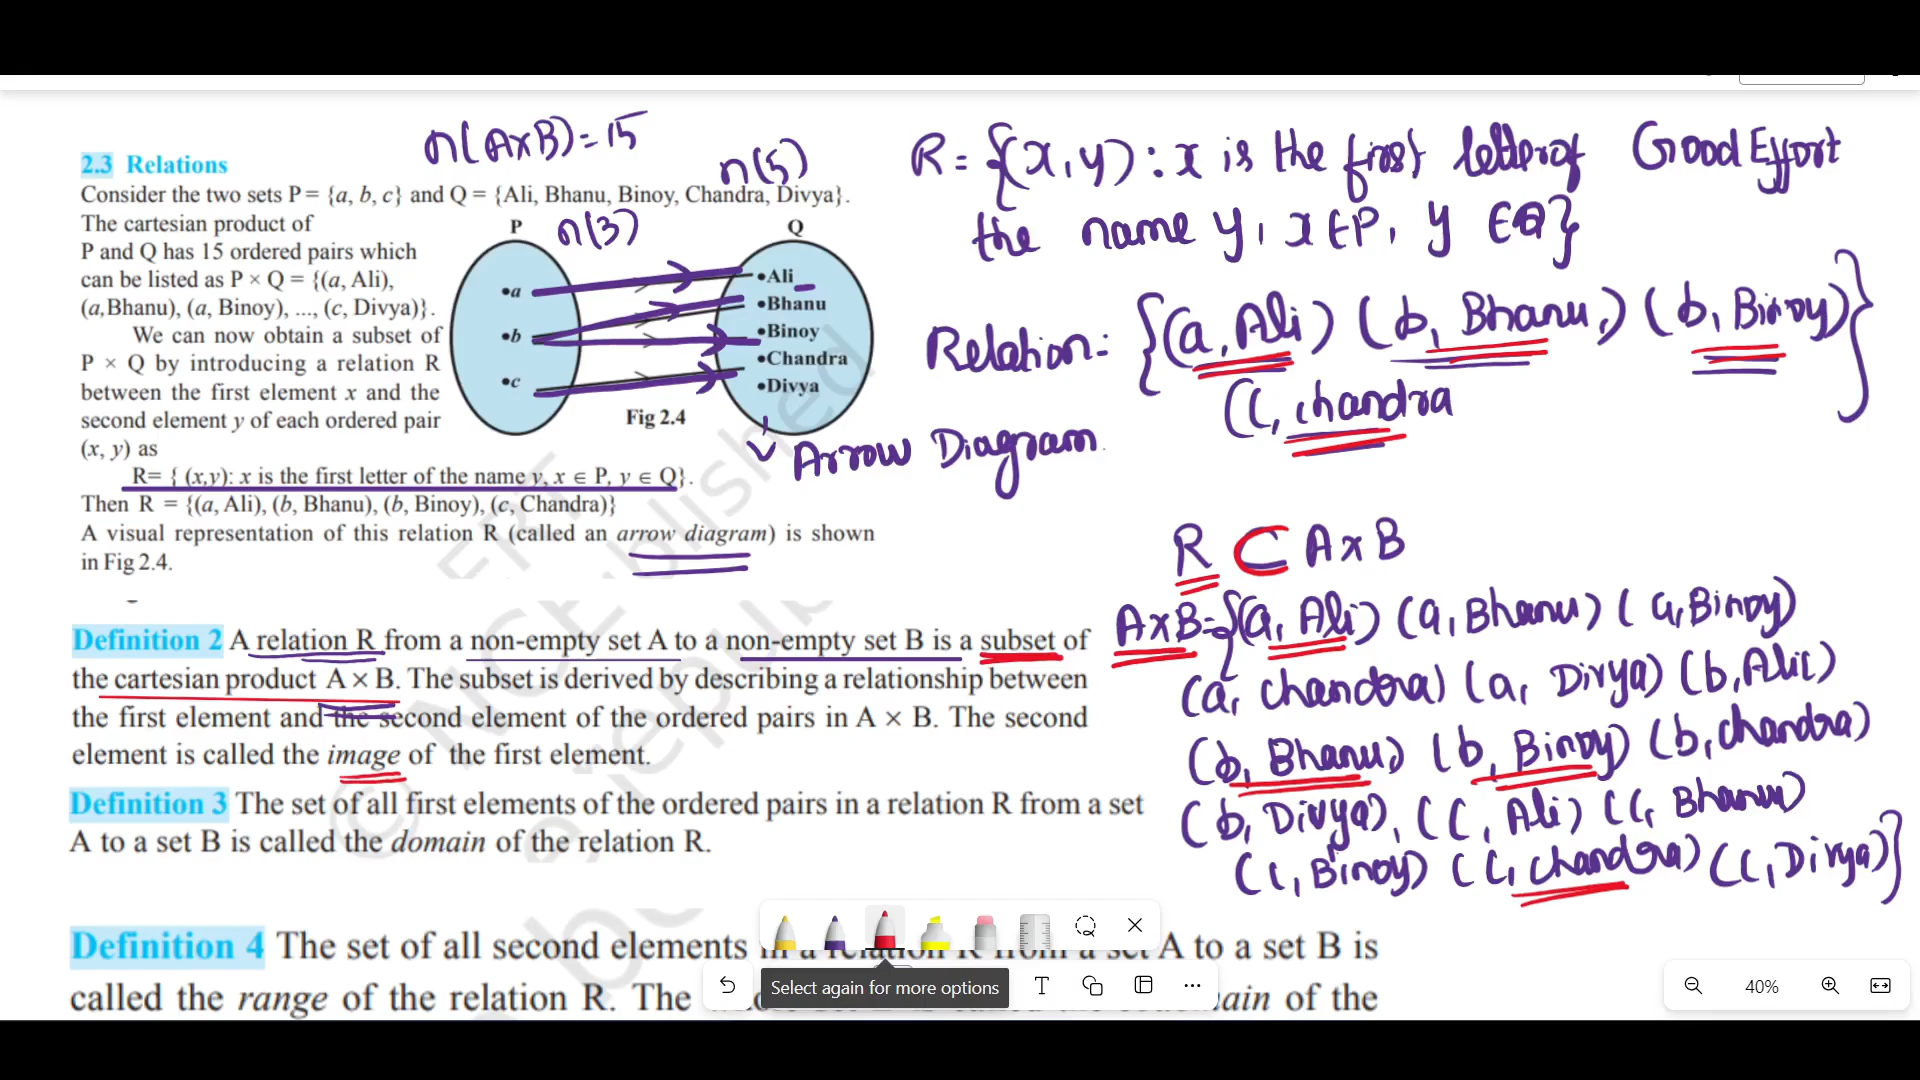 n(A×B)=15
n(5)
2.3 Relations
Consider the two sets P = {a, b, c} and Q = {Ali, Bhanu, Binoy, Chandra, Divya}.
The cartesian product of
P and Q has 15 ordered pairs which
can be listed as P × Q = {(a, Ali),
(a,Bhanu), (a, Binoy), ..., (c, Divya)}.
We can now obtain a subset of
P × Q by introducing a relation R
between the first element x and the
second element y of each ordered pair
(x, y) as
R= { (x,y): x is the first letter of the name y, x ∈ P, y ∈ Q}.
Then R = {(a, Ali), (b, Bhanu), (b, Binoy), (c, Chandra)}
A visual representation of this relation R (called an arrow diagram) is shown
in Fig 2.4.
P
n(3)
Q
•a
•b
•c
•Ali
•Bhanu
•Binoy
•Chandra
•Divya
Fig 2.4
Arrow Diagram
R = {(x,y) : x is the first letter of
the name y, x ∈ P, y ∈ Q}
Good Effort
Relation: {(a, Ali) (b, Bhanu,) (b, Binoy)
(c, chandra }
R ⊂ A×B
A×B={(a, Ali) (a, Bhanu) (a, Binoy)
(a, chandra) (a, Divya) (b, Ali)
(b, Bhanu) (b, Binoy) (b, chandra)
(b, Divya), (c, Ali) (c, Bhanu)
(c, Binoy) (c, chandra) (c, Divya)}
Definition 2 A relation R from a non-empty set A to a non-empty set B is a subset of
the cartesian product A × B. The subset is derived by describing a relationship between
the first element and the second element of the ordered pairs in A × B. The second
element is called the image of the first element.
Definition 3 The set of all first elements of the ordered pairs in a relation R from a set
A to a set B is called the domain of the relation R.
Definition 4 The set of all second elements in a relation R from a set A to a set B is
called the range of the relation R. The of the
Select again for more options
T
40%